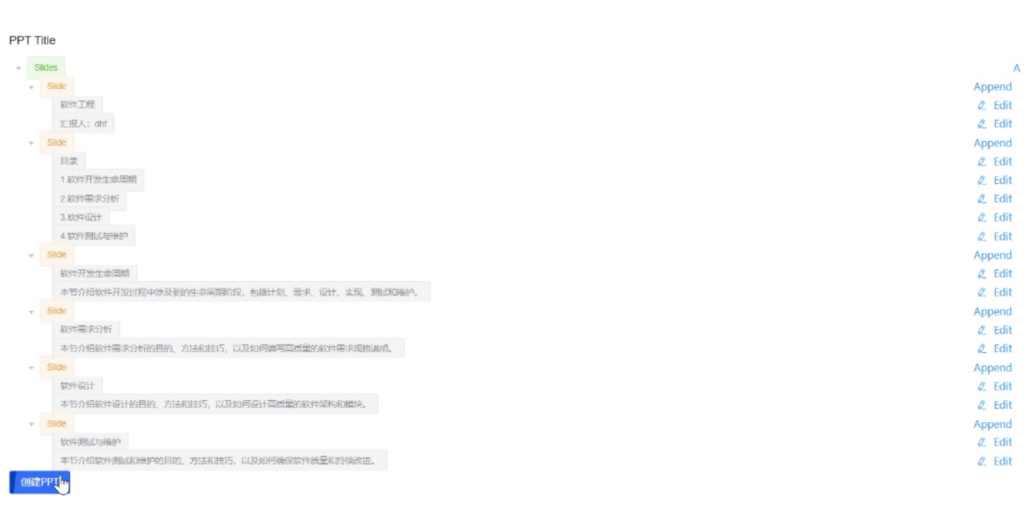 PPT Title
Slides A
Slide Append
软件工程 Edit
汇报人：dhf Edit
Slide Append
目录 Edit
1.软件开发生命周期 Edit
2.软件需求分析 Edit
3.软件设计 Edit
4.软件测试与维护 Edit
Slide Append
软件开发生命周期 Edit
本节介绍软件开发过程中涉及到的生命周期阶段，包括计划、需求、设计、实现、测试和维护。 Edit
Slide Append
软件需求分析 Edit
本节介绍软件需求分析的目的、方法和技巧，以及如何编写高质量的软件需求规格说明。 Edit
Slide Append
软件设计 Edit
本节介绍软件设计的目的、方法和技巧，以及如何设计高质量的软件架构和模块。 Edit
Slide Append
软件测试与维护 Edit
本节介绍软件测试和维护的目的、方法和技巧，以及如何确保软件质量和持续改进。 Edit
创建PPT